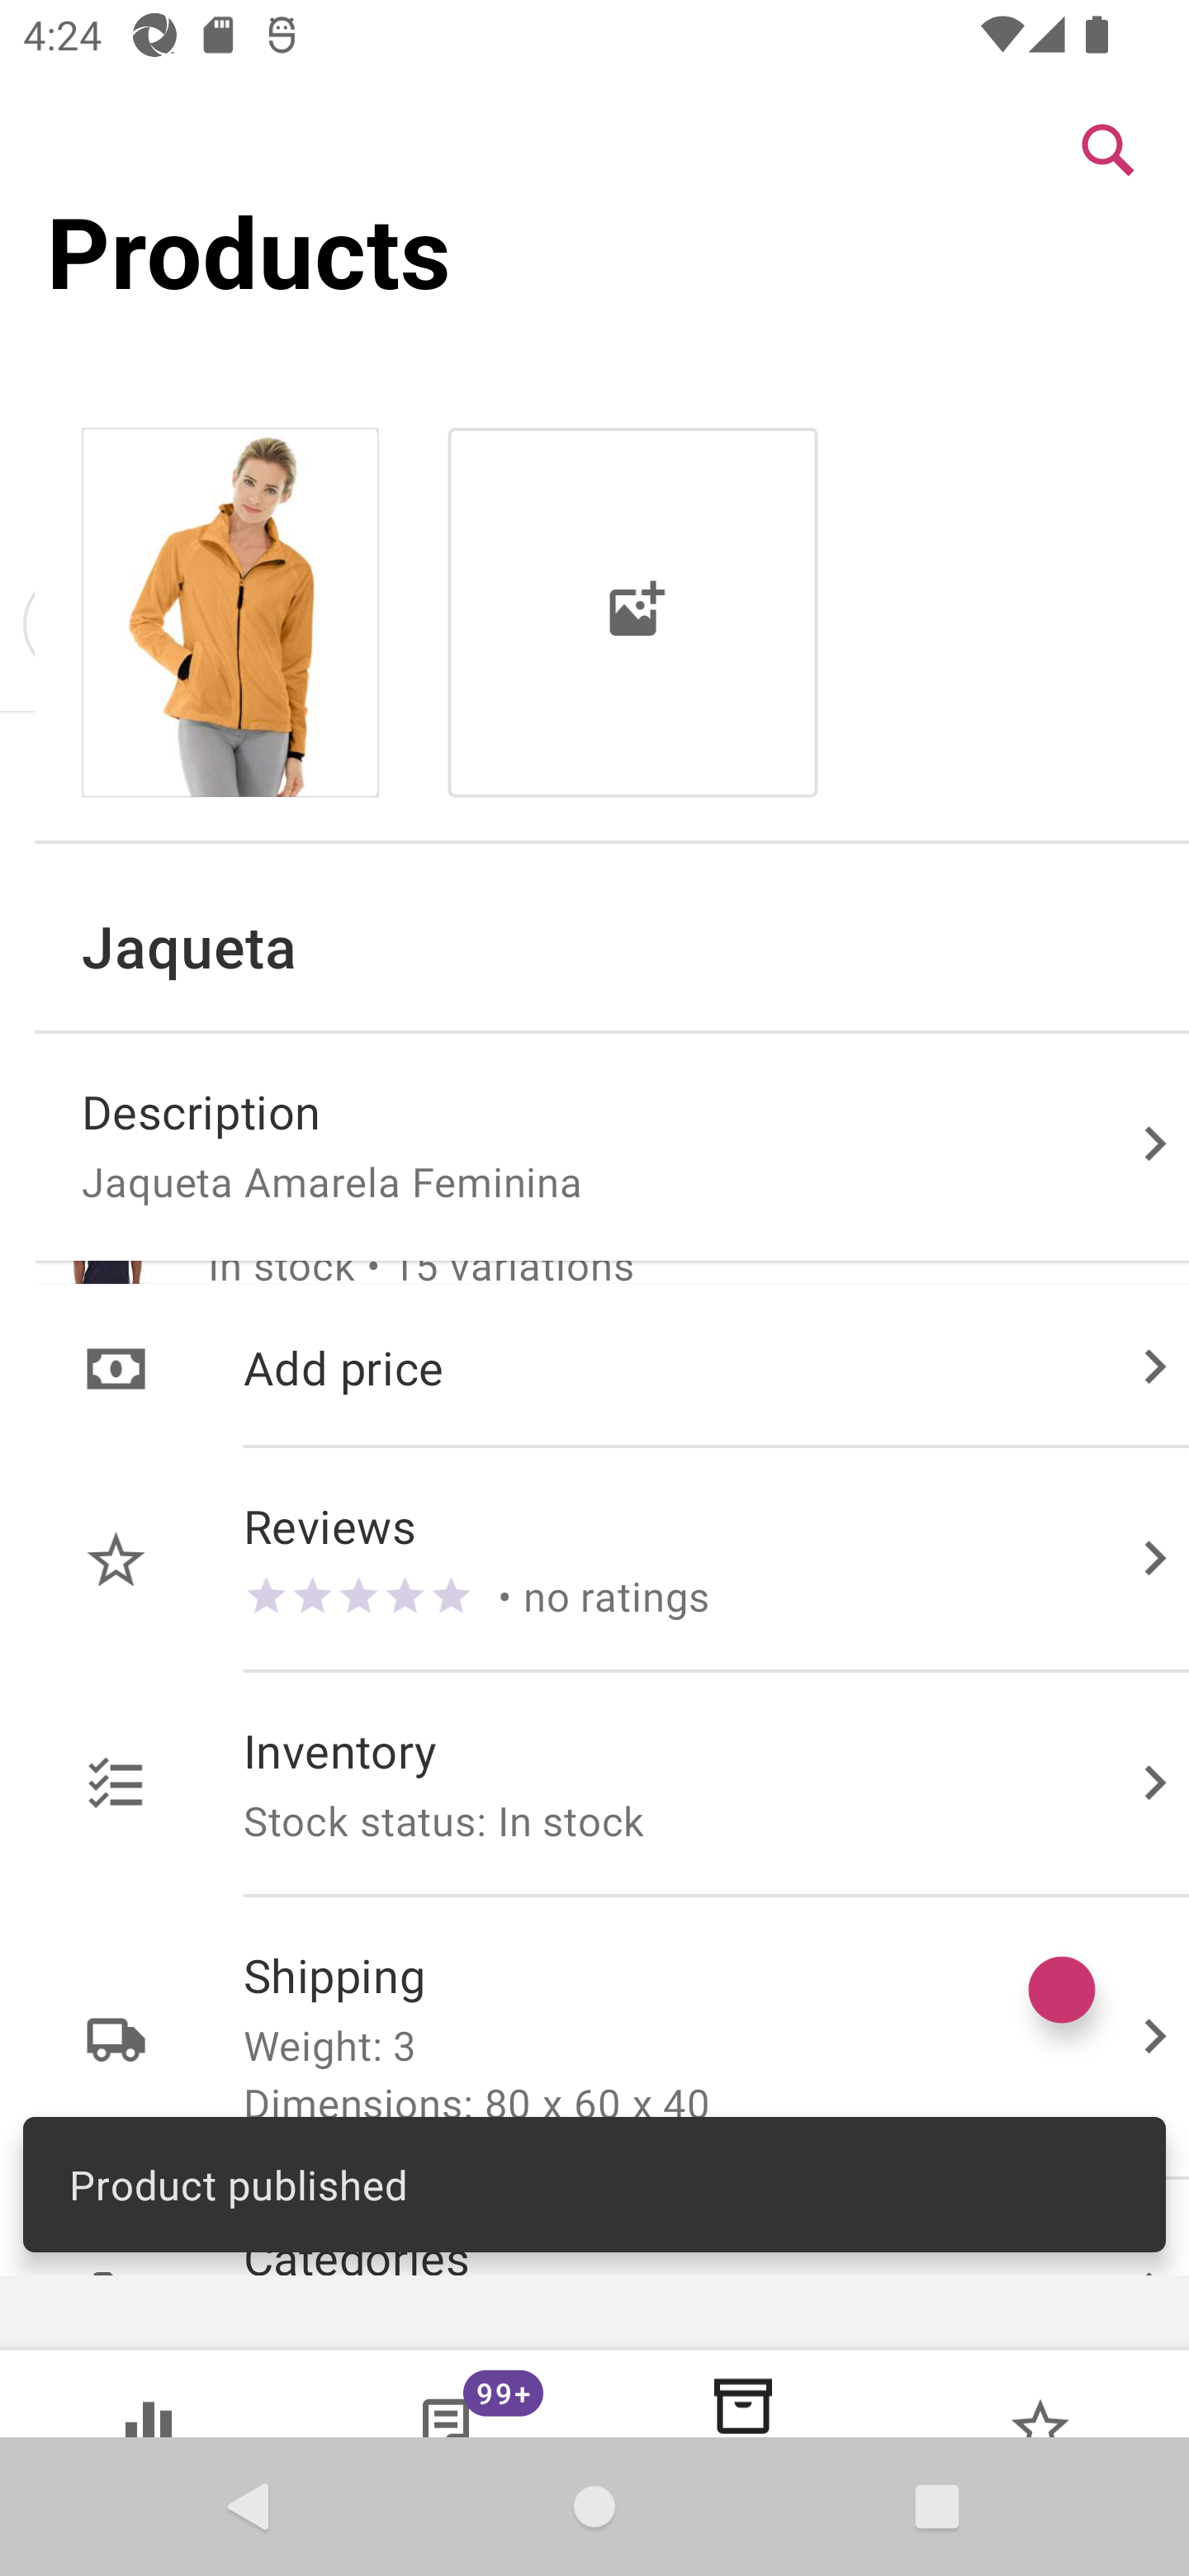 4:24
Products
Jaqueta
Description
Jaqueta Amarela Feminina
In stock • 15 variations
Add price
Reviews
• no ratings
Inventory
Stock status: In stock
Shipping
Weight: 3
Dimensions: 80 x 60 x 40
Product published
Categories
99+